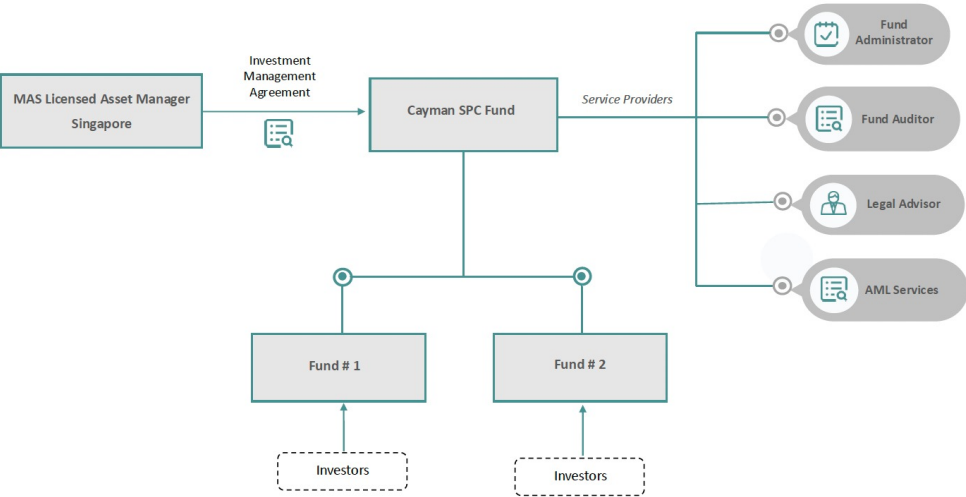 Investment
Management
Agreement
MAS Licensed Asset Manager
Singapore
Cayman SPC Fund
Service Providers
Fund
Administrator
Fund Auditor
Legal Advisor
AML Services
Fund # 1
Fund # 2
Investors
Investors